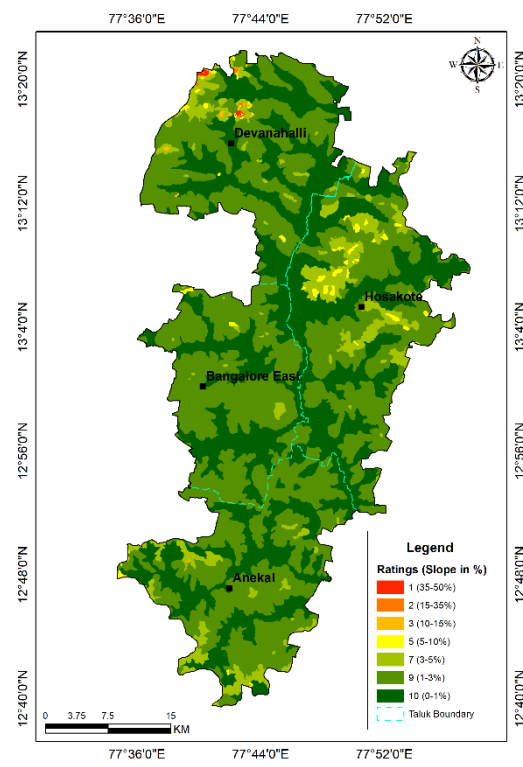 77°36'0"E 77°44'0"E 77°52'0"E
N
W E
S
13°20'0"N 13°20'0"N
Devanahalli
13°12'0"N 13°12'0"N
Hosakote
13°4'0"N 13°4'0"N
Bangalore East
12°56'0"N 12°56'0"N
Legend
Ratings (Slope in %)
1 (35-50%)
2 (15-35%)
3 (10-15%)
5 (5-10%)
7 (3-5%)
9 (1-3%)
10 (0-1%)
Taluk Boundary
12°48'0"N 12°48'0"N
Anekal
12°40'0"N 12°40'0"N
0 3.75 7.5 15
KM
77°36'0"E 77°44'0"E 77°52'0"E